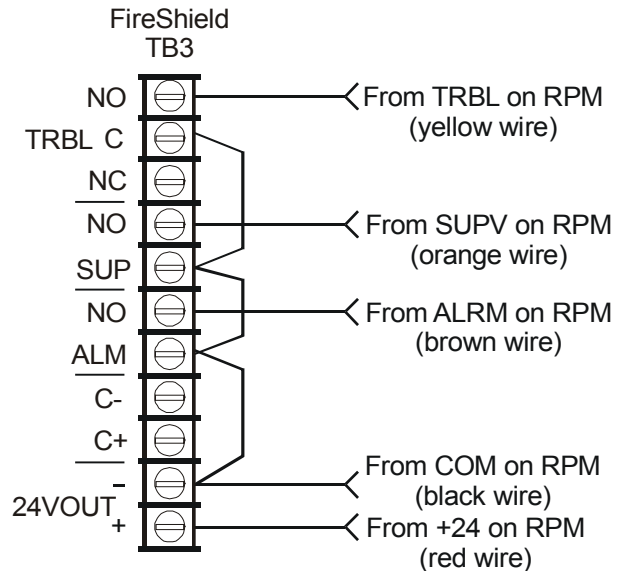 FireShield
TB3
NO
From TRBL on RPM
(yellow wire)
TRBL C
NC
NO
From SUPV on RPM
(orange wire)
SUP
NO
From ALRM on RPM
(brown wire)
ALM
C-
C+
–
From COM on RPM
(black wire)
24VOUT
+
From +24 on RPM
(red wire)